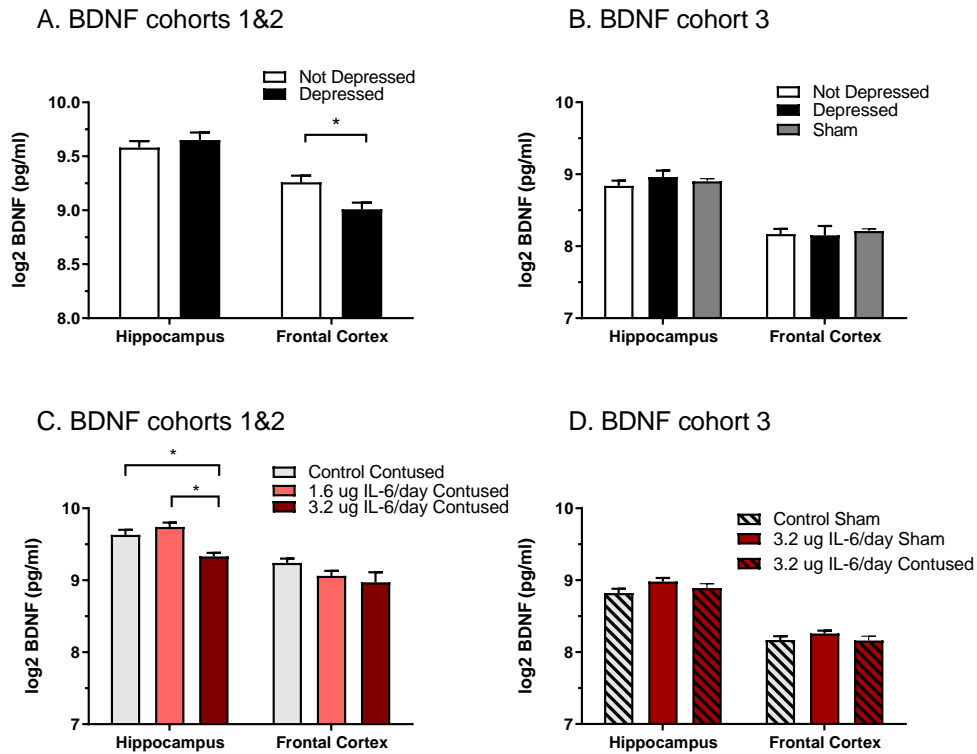 A. BDNF cohorts 1&2
Not Depressed
Depressed
*
log2 BDNF (pg/ml)
10.0
9.5
9.0
8.5
8.0
Hippocampus
Frontal Cortex
B. BDNF cohort 3
Not Depressed
Depressed
Sham
log2 BDNF (pg/ml)
10
9
8
7
Hippocampus
Frontal Cortex
C. BDNF cohorts 1&2
*
*
Control Contused
1.6 ug IL-6/day Contused
3.2 ug IL-6/day Contused
log2 BDNF (pg/ml)
10
9
8
7
Hippocampus
Frontal Cortex
D. BDNF cohort 3
Control Sham
3.2 ug IL-6/day Sham
3.2 ug IL-6/day Contused
log2 BDNF (pg/ml)
10
9
8
7
Hippocampus
Frontal Cortex